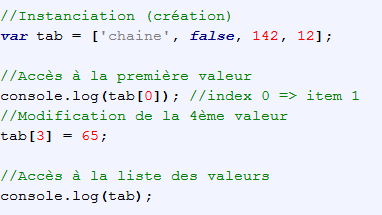 //Instanciation (création)
var tab = ['chaine', false, 142, 12];
//Accès à la première valeur
console.log(tab[0]); //index 0 => item 1
//Modification de la 4ème valeur
tab[3] = 65;
//Accès à la liste des valeurs
console.log(tab);